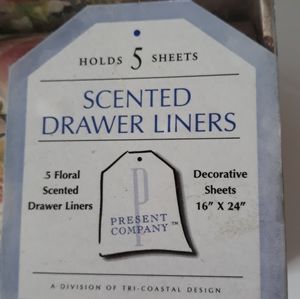 HOLDS 5 SHEETS
SCENTED
DRAWER LINERS
5 Floral
Scented
Drawer Liners
P
PRESENT
COMPANY™
Decorative
Sheets
16" X 24"
A DIVISION OF TRI-COASTAL DESIGN